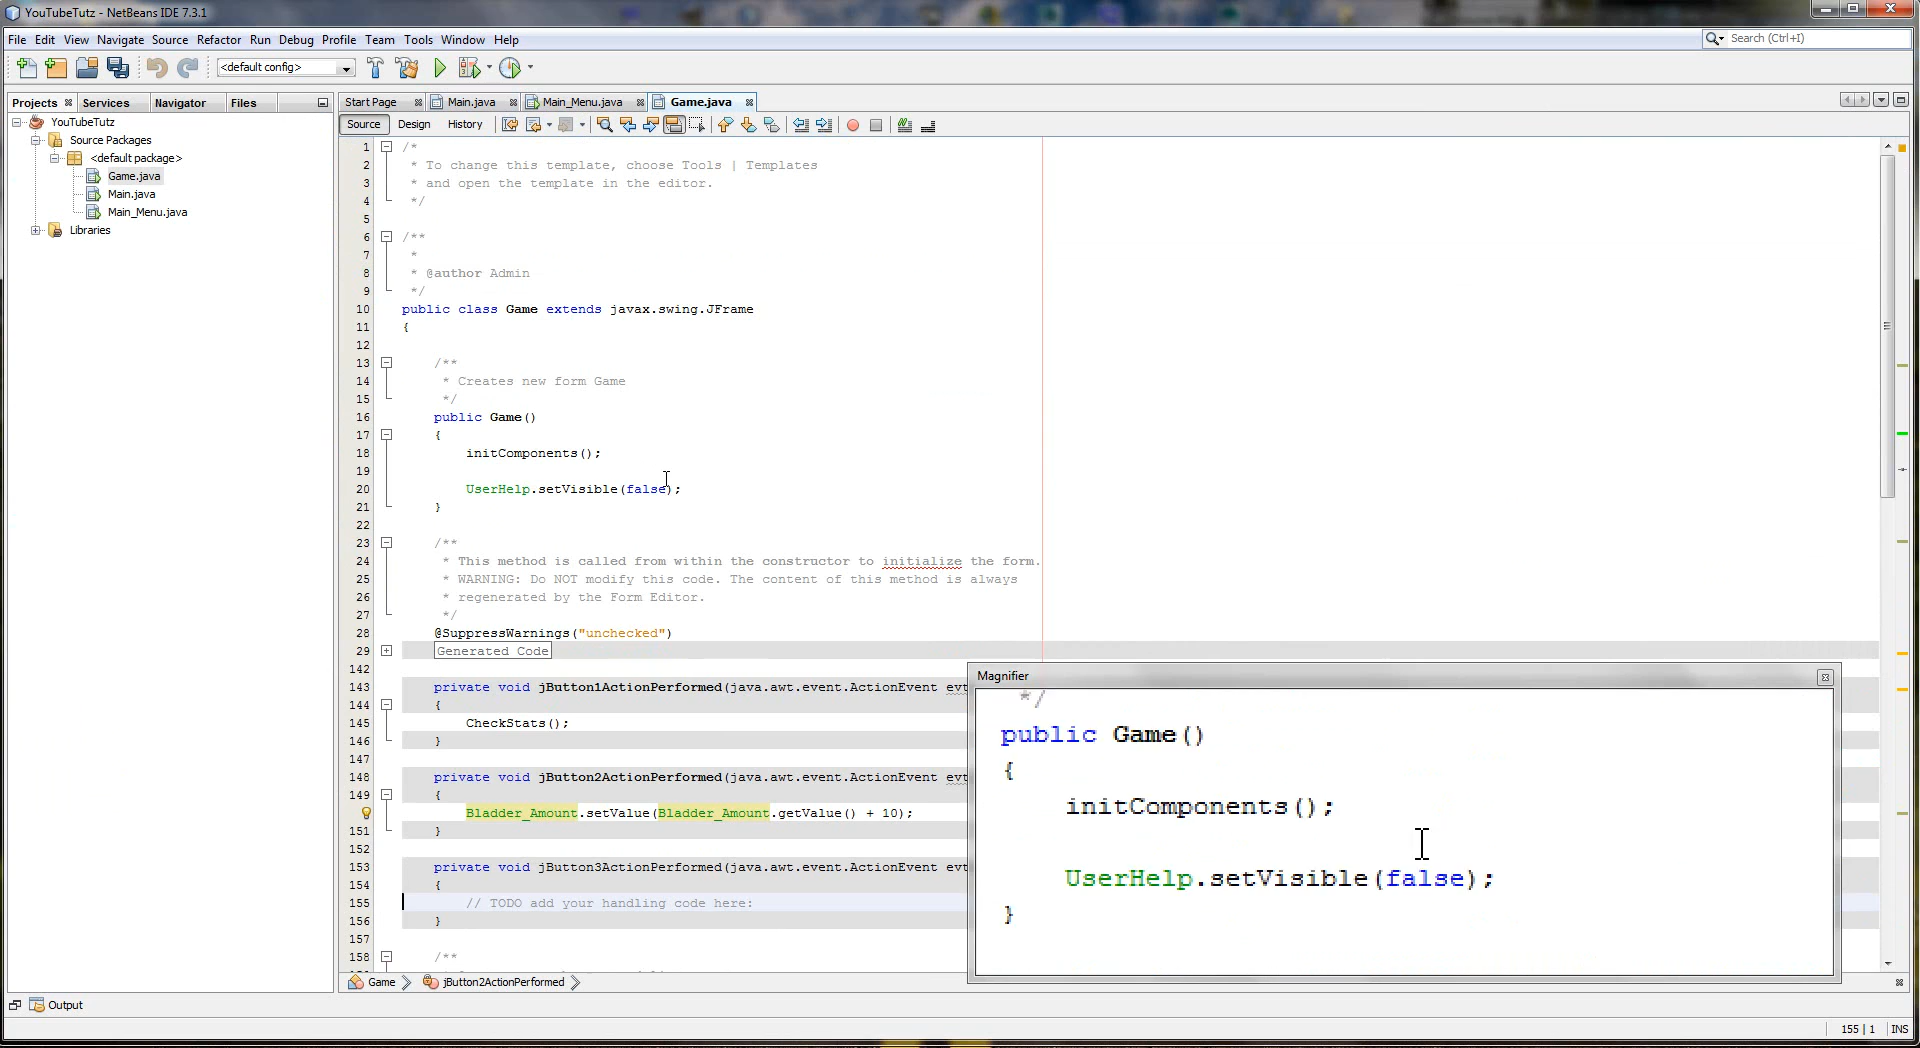 YouTubeTutz - NetBeans IDE 7.3.1
File Edit View Navigate Source Refactor Run Debug Profile Team Tools Window Help
Search (Ctrl+I)
<default config>
Projects Services Navigator Files
Start Page Main.java Main_Menu.java Game.java
Source Design History
YouTubeTutz
Source Packages
<default package>
Game.java
Main.java
Main_Menu.java
Libraries
1 /*
2 * To change this template, choose Tools | Templates
3 * and open the template in the editor.
4 */
5
6 /**
7 *
8 * @author Admin
9 */
10 public class Game extends javax.swing.JFrame
11 {
12
13 /**
14 * Creates new form Game
15 */
16 public Game()
17 {
18 initComponents();
19
20 UserHelp.setVisible(false);
21 }
22
23 /**
24 * This method is called from within the constructor to initialize the form.
25 * WARNING: Do NOT modify this code. The content of this method is always
26 * regenerated by the Form Editor.
27 */
28 @SuppressWarnings("unchecked")
29 Generated Code
142
143 private void jButton1ActionPerformed(java.awt.event.ActionEvent evt
144 {
145 CheckStats();
146 }
147
148 private void jButton2ActionPerformed(java.awt.event.ActionEvent evt
149 {
Bladder_Amount.setValue(Bladder_Amount.getValue() + 10);
151 }
152
153 private void jButton3ActionPerformed(java.awt.event.ActionEvent evt
154 {
155 // TODO add your handling code here:
156 }
157
158 /**
Magnifier
*/
public Game()
{
initComponents();
UserHelp.setVisible(false);
}
Game jButton2ActionPerformed
Output
155 | 1 INS